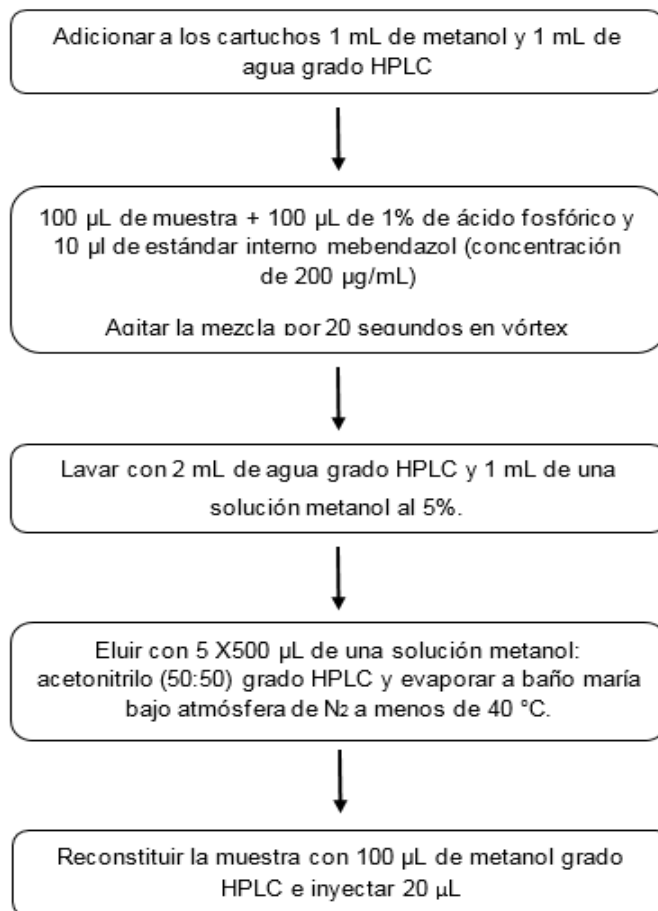 Adicionar a los cartuchos 1 mL de metanol y 1 mL de
agua grado HPLC
100 µL de muestra + 100 µL de 1% de ácido fosfórico y
10 µl de estándar interno mebendazol (concentración
de 200 µg/mL)
Agitar la mezcla por 20 segundos en vórtex
Lavar con 2 mL de agua grado HPLC y 1 mL de una
solución metanol al 5%.
Eluir con 5 X500 µL de una solución metanol:
acetonitrilo (50:50) grado HPLC y evaporar a baño maría
bajo atmósfera de N2 a menos de 40 °C.
Reconstituir la muestra con 100 µL de metanol grado
HPLC e inyectar 20 µL